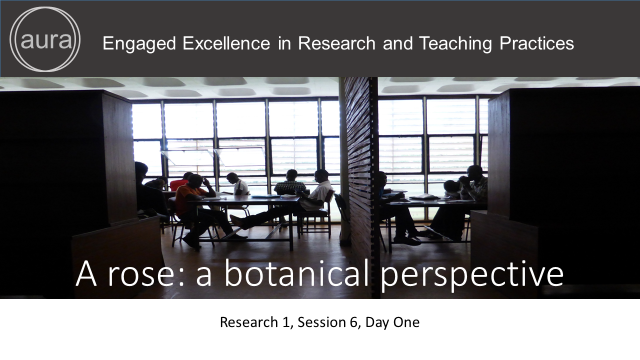 aura
Engaged Excellence in Research and Teaching Practices
A rose: a botanical perspective
Research 1, Session 6, Day One